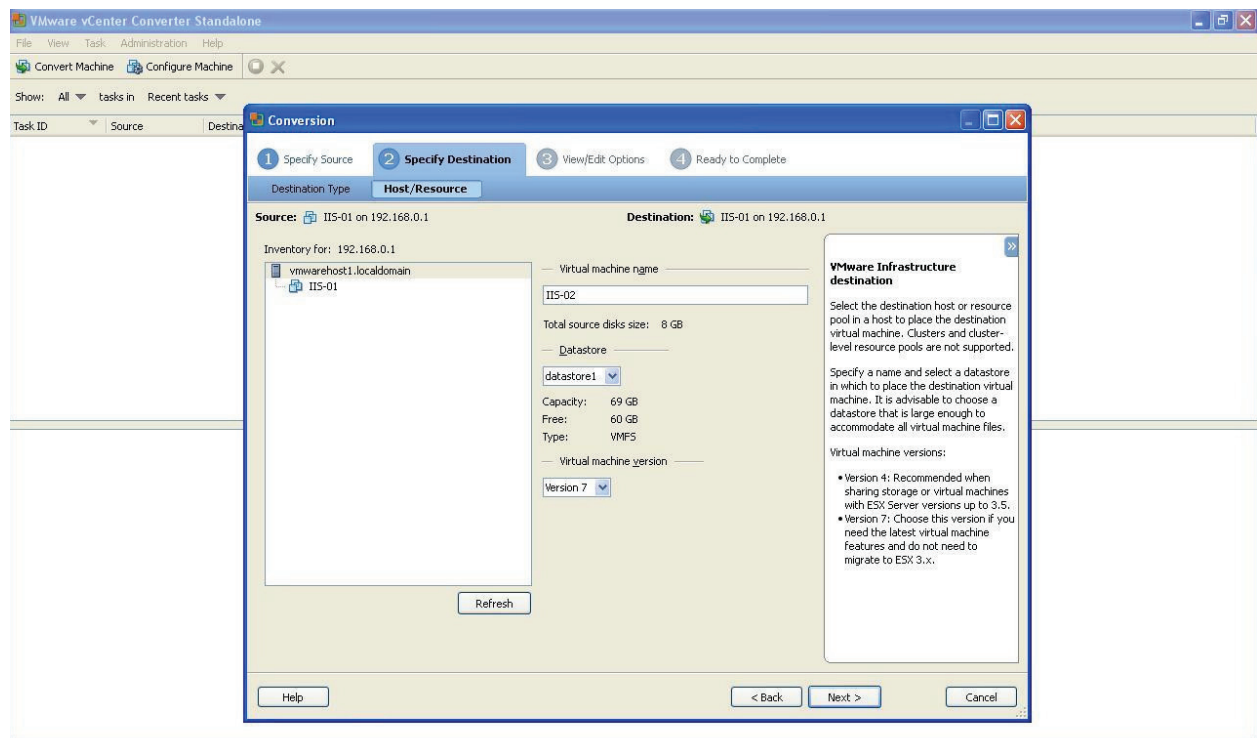 VMware vCenter Converter Standalone
File View Task Administration Help
Convert Machine Configure Machine
Show: All tasks in Recent tasks
Task ID Source Destina
Conversion
1 Specify Source 2 Specify Destination 3 View/Edit Options 4 Ready to Complete
Destination Type Host/Resource
Source: IIS-01 on 192.168.0.1 Destination: IIS-01 on 192.168.0.1
Inventory for: 192.168.0.1
vmwarehost1.localdomain
IIS-01
Refresh
Virtual machine name
IIS-02
Total source disks size: 8 GB
Datastore
datastore1
Capacity: 69 GB
Free: 60 GB
Type: VMFS
Virtual machine version
Version 7
»
VMware Infrastructure
destination
Select the destination host or resource
pool in a host to place the destination
virtual machine. Clusters and cluster-
level resource pools are not supported.
Specify a name and select a datastore
in which to place the destination virtual
machine. It is advisable to choose a
datastore that is large enough to
accommodate all virtual machine files.
Virtual machine versions:
• Version 4: Recommended when
sharing storage or virtual machines
with ESX Server versions up to 3.5.
• Version 7: Choose this version if you
need the latest virtual machine
features and do not need to
migrate to ESX 3.x.
Help < Back Next > Cancel